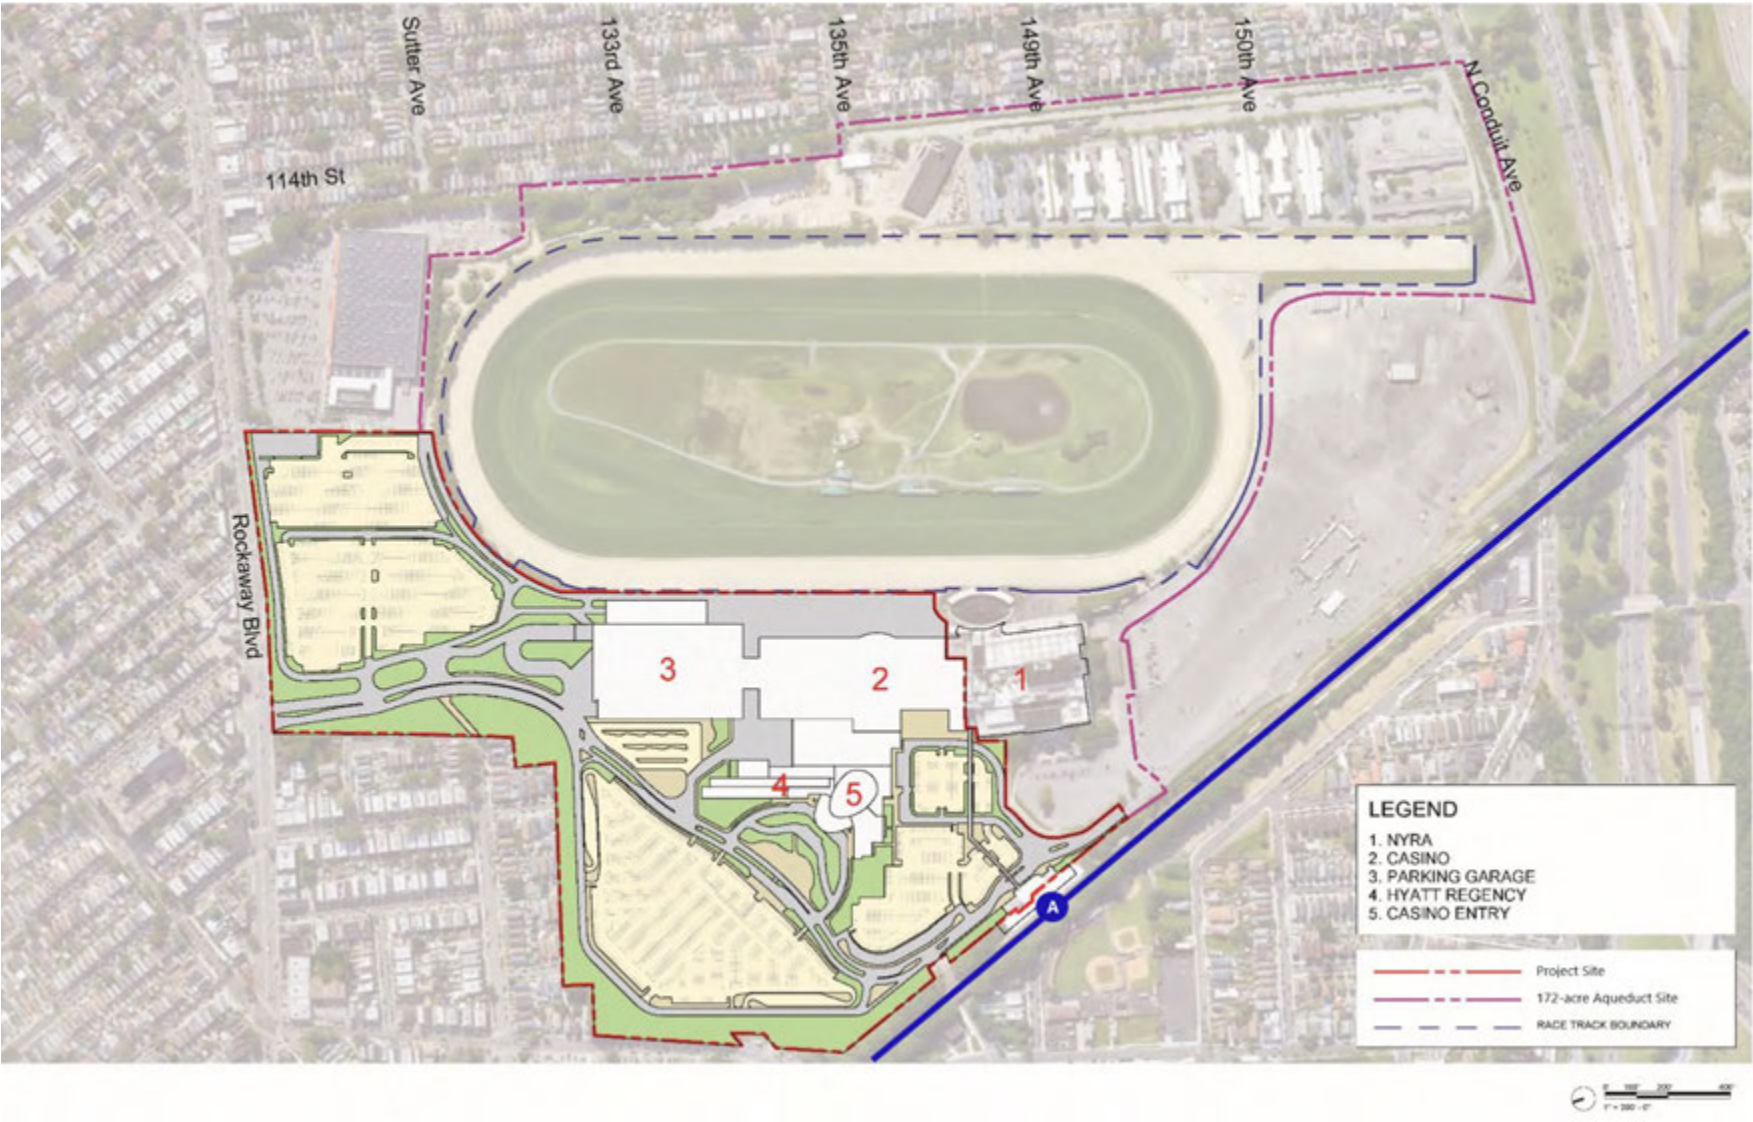 Sutter Ave
133rd Ave
135th Ave
149th Ave
150th Ave
N Conduit Ave
114th St
Rockaway Blvd
3
2
1
4
5
A
LEGEND
1. NYRA
2. CASINO
3. PARKING GARAGE
4. HYATT REGENCY
5. CASINO ENTRY
Project Site
172-acre Aqueduct Site
RACE TRACK BOUNDARY